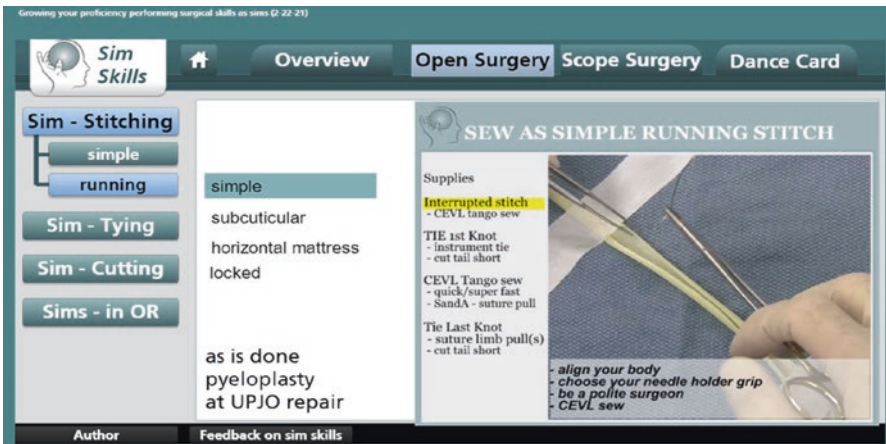 Growing your proficiency performing surgical skills as sims (2-22-21)
Sim
Skills
Overview
Open Surgery
Scope Surgery
Dance Card
Sim - Stitching
simple
running
Sim - Tying
Sim - Cutting
Sims - in OR
simple
subcuticular
horizontal mattress
locked
as is done
pyeloplasty
at UPJO repair
SEW AS SIMPLE RUNNING STITCH
Supplies
Interrupted stitch
- CEVL tango sew
TIE 1st Knot
- instrument tie
- cut tail short
CEVL Tango sew
- quick/super fast
- SandA - suture pull
Tie Last Knot
- suture limb pull(s)
- cut tail short
- align your body
- choose your needle holder grip
- be a polite surgeon
- CEVL sew
Author
Feedback on sim skills